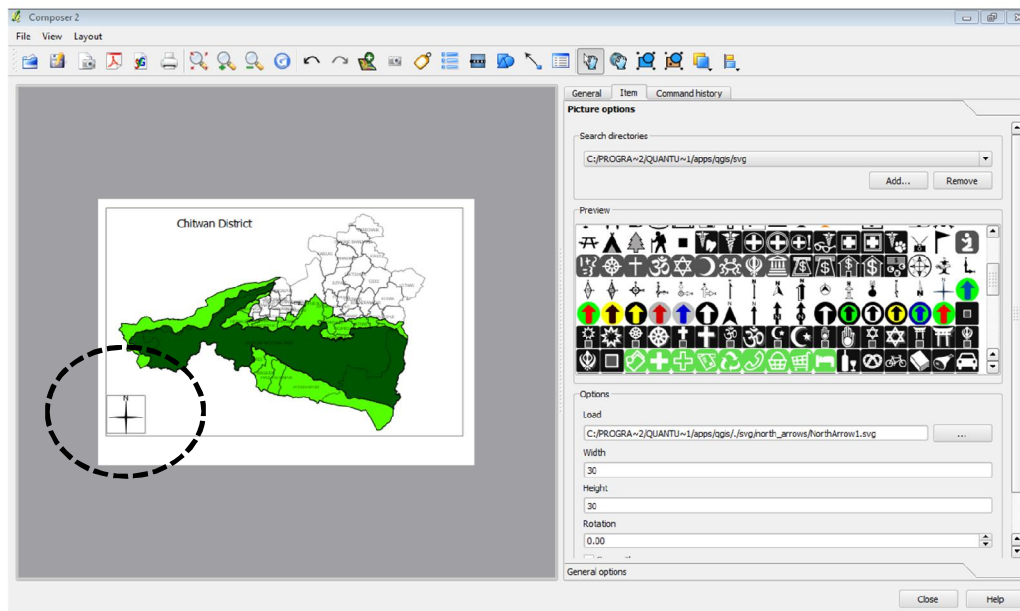 Composer 2
File View Layout
General Item Command history
Picture options
Search directories
C:/PROGRA~2/QUANTU~1/apps/qgis/svg
Add... Remove
Preview
Chitwan District
N
Options
Load
C:/PROGRA~2/QUANTU~1/apps/qgis/./svg/north_arrows/NorthArrow1.svg
...
Width
30
Height
30
Rotation
0.00
General options
Close Help